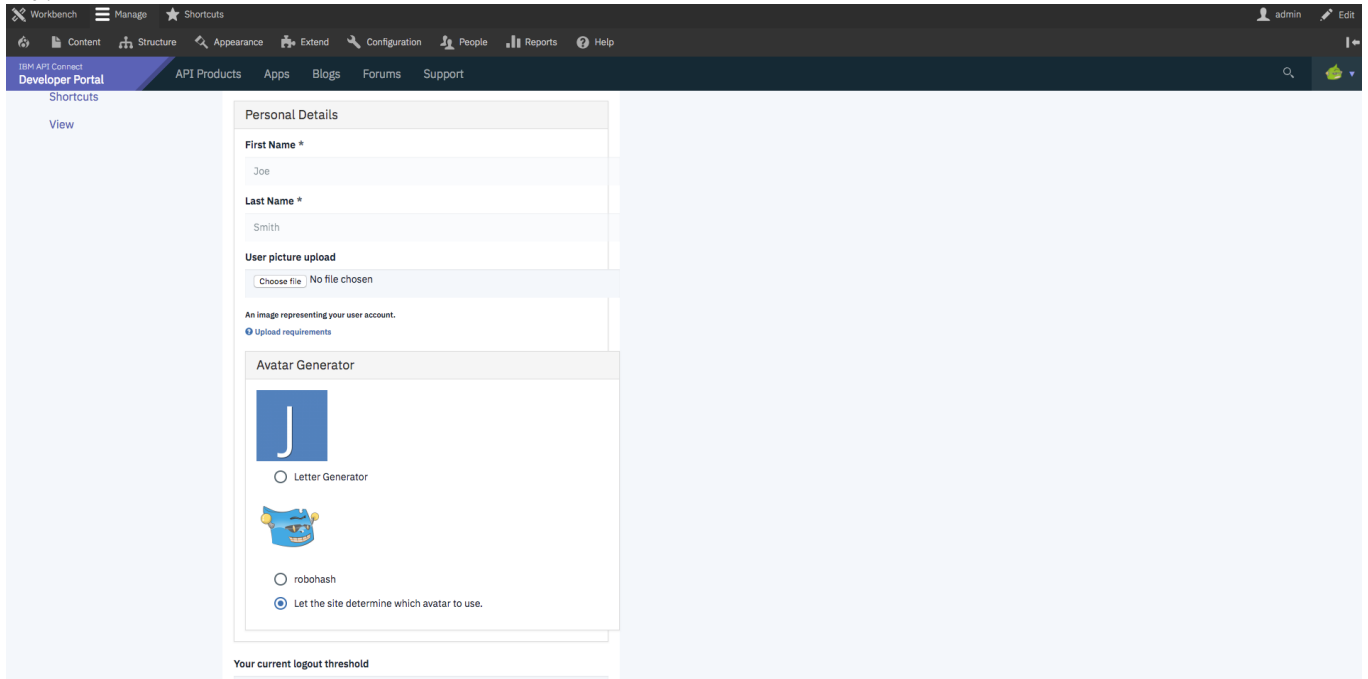 Workbench Manage Shortcuts admin Edit
Content Structure Appearance Extend Configuration People Reports Help
IBM API Connect
Developer Portal API Products Apps Blogs Forums Support
Shortcuts
View
Personal Details
First Name *
Joe
Last Name *
Smith
User picture upload
Choose file No file chosen
An image representing your user account.
Upload requirements
Avatar Generator
J
Letter Generator
robohash
Let the site determine which avatar to use.
Your current logout threshold